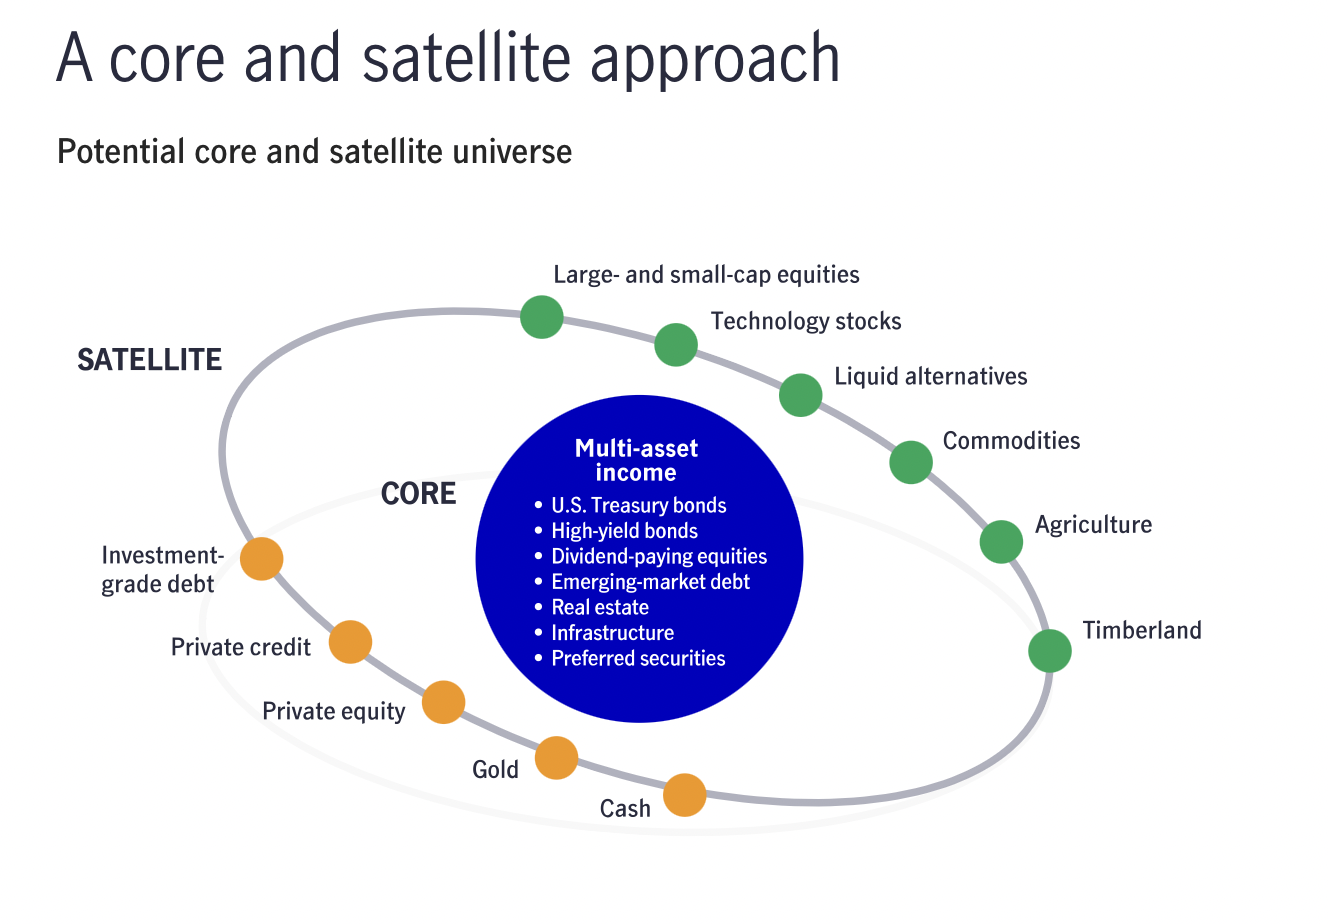 A core and satellite approach
Potential core and satellite universe
Large- and small-cap equities
Technology stocks
SATELLITE
Liquid alternatives
Commodities
Multi-asset
income
CORE
• U.S. Treasury bonds
• High-yield bonds
• Dividend-paying equities
• Emerging-market debt
• Real estate
• Infrastructure
• Preferred securities
Agriculture
Investment-
grade debt
Timberland
Private credit
Private equity
Gold
Cash